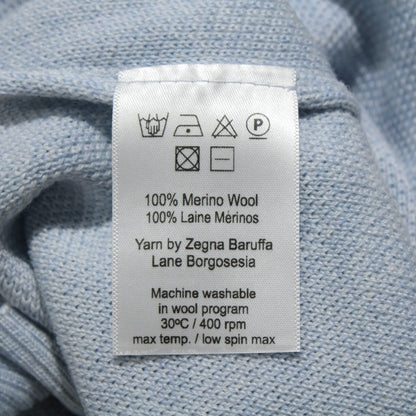 P
100% Merino Wool
100% Laine Mérinos
Yarn by Zegna Baruffa
Lane Borgosesia
Machine washable
in wool program
30ºC / 400 rpm
max temp. / low spin max